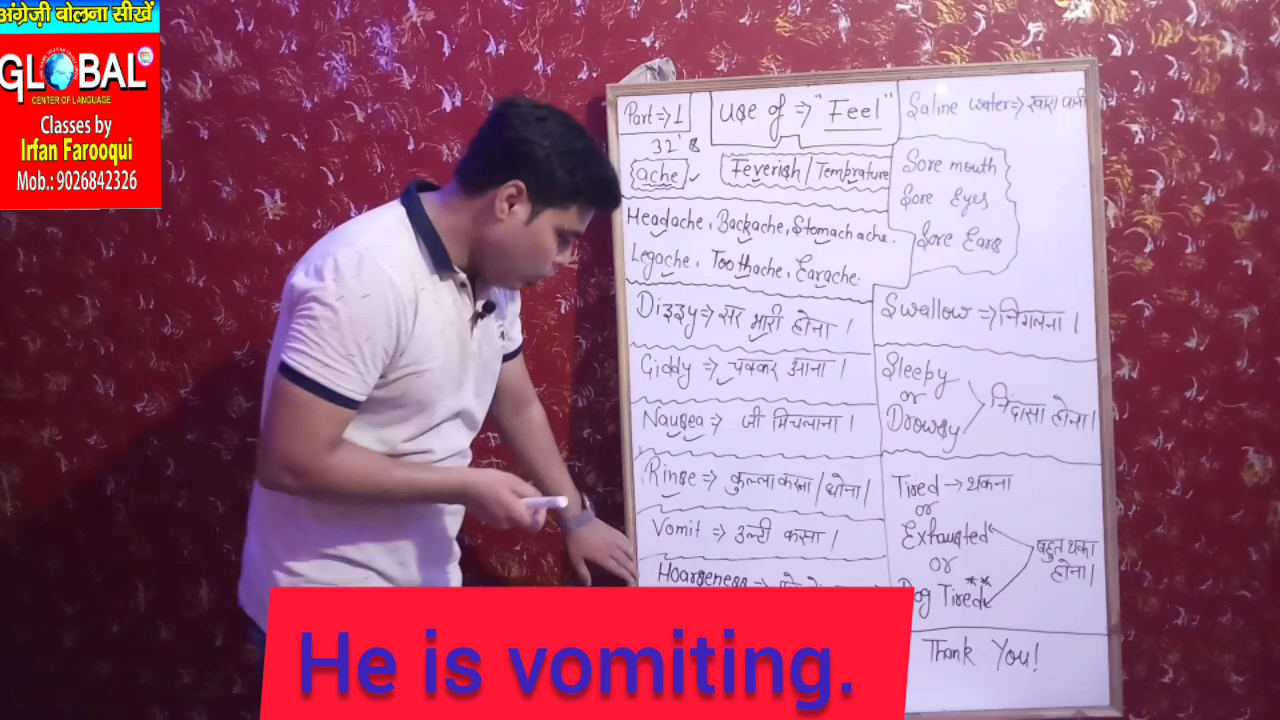 अंग्रेज़ी बोलना सीखें
GLOBAL
CENTER OF LANGUAGE
Classes by
Irfan Farooqui
Mob.: 9026842326
Part => 1
use of => "Feel"
32's
ache
Feverish / Temprature
Headache, Backache, Stomachache.
Legache, Toothache, Earache.
Dizzy => सर भारी होना।
Giddy => चक्कर आना।
Nausea => जी मिचलाना।
Rinse => कुल्ला करना / धोना।
Vomit => उल्टी करना।
Hoarseness =>
Saline water => खारा पानी
Sore mouth
Sore Eyes
Sore Ears
Swallow => निगलना।
Sleepy
or
Drowsy
निंदासा होना।
Tired -> थकना
or
Exhausted
or
Dog Tired
बहुत थका
होना।
Thank You!
He is vomiting.